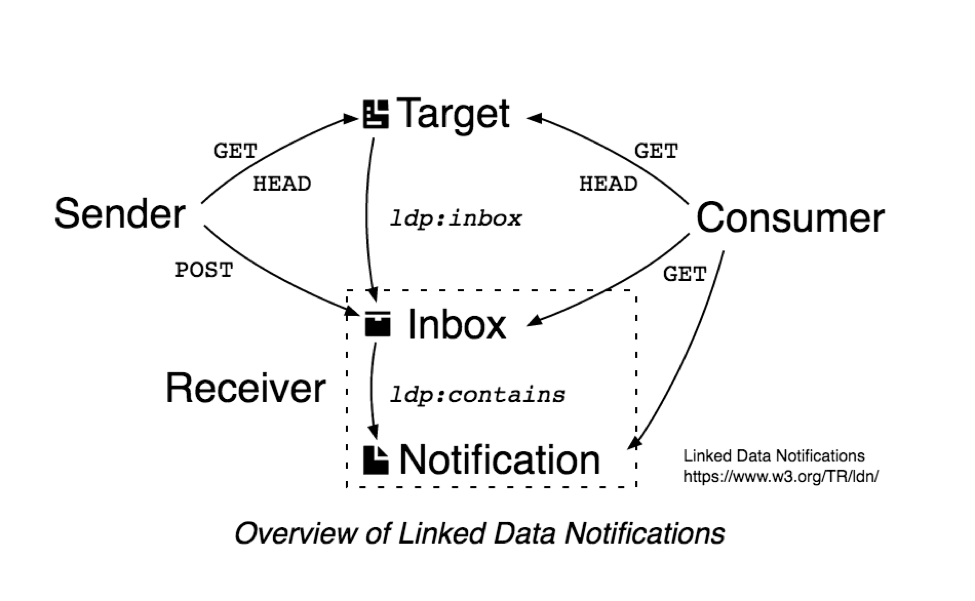 Target
GET
GET
HEAD
HEAD
Sender
ldp:inbox
Consumer
POST
GET
Inbox
Receiver
ldp:contains
Notification
Linked Data Notifications
https://www.w3.org/TR/ldn/
Overview of Linked Data Notifications